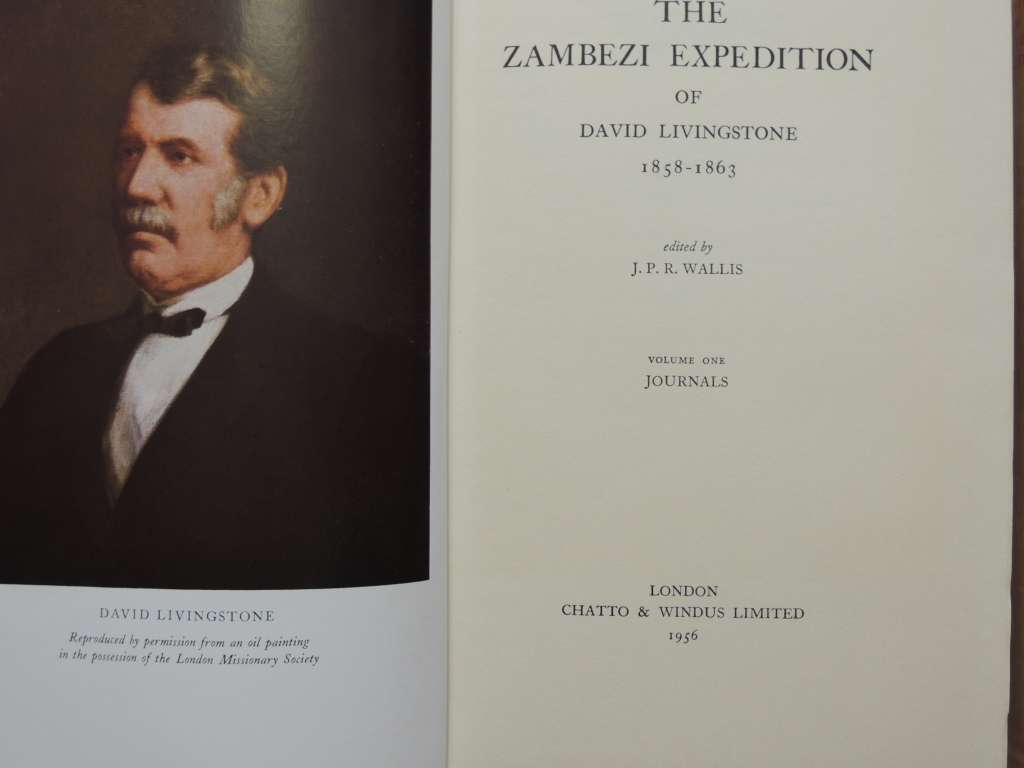 DAVID LIVINGSTONE
Reproduced by permission from an oil painting
in the possession of the London Missionary Society
THE
ZAMBEZI EXPEDITION
OF
DAVID LIVINGSTONE
1858-1863
edited by
J. P. R. WALLIS
VOLUME ONE
JOURNALS
LONDON
CHATTO & WINDUS LIMITED
1956